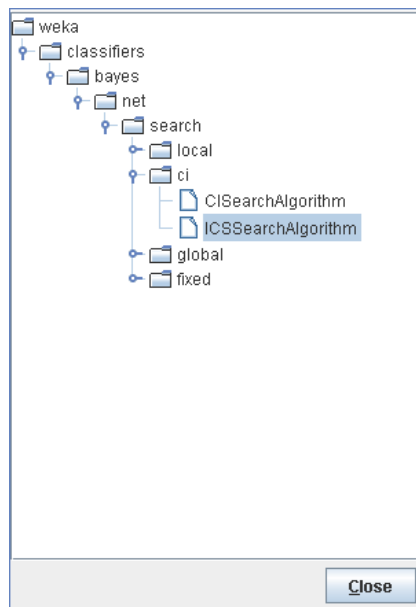 weka
classifiers
bayes
net
search
local
ci
CISearchAlgorithm
ICSSearchAlgorithm
global
fixed
Close